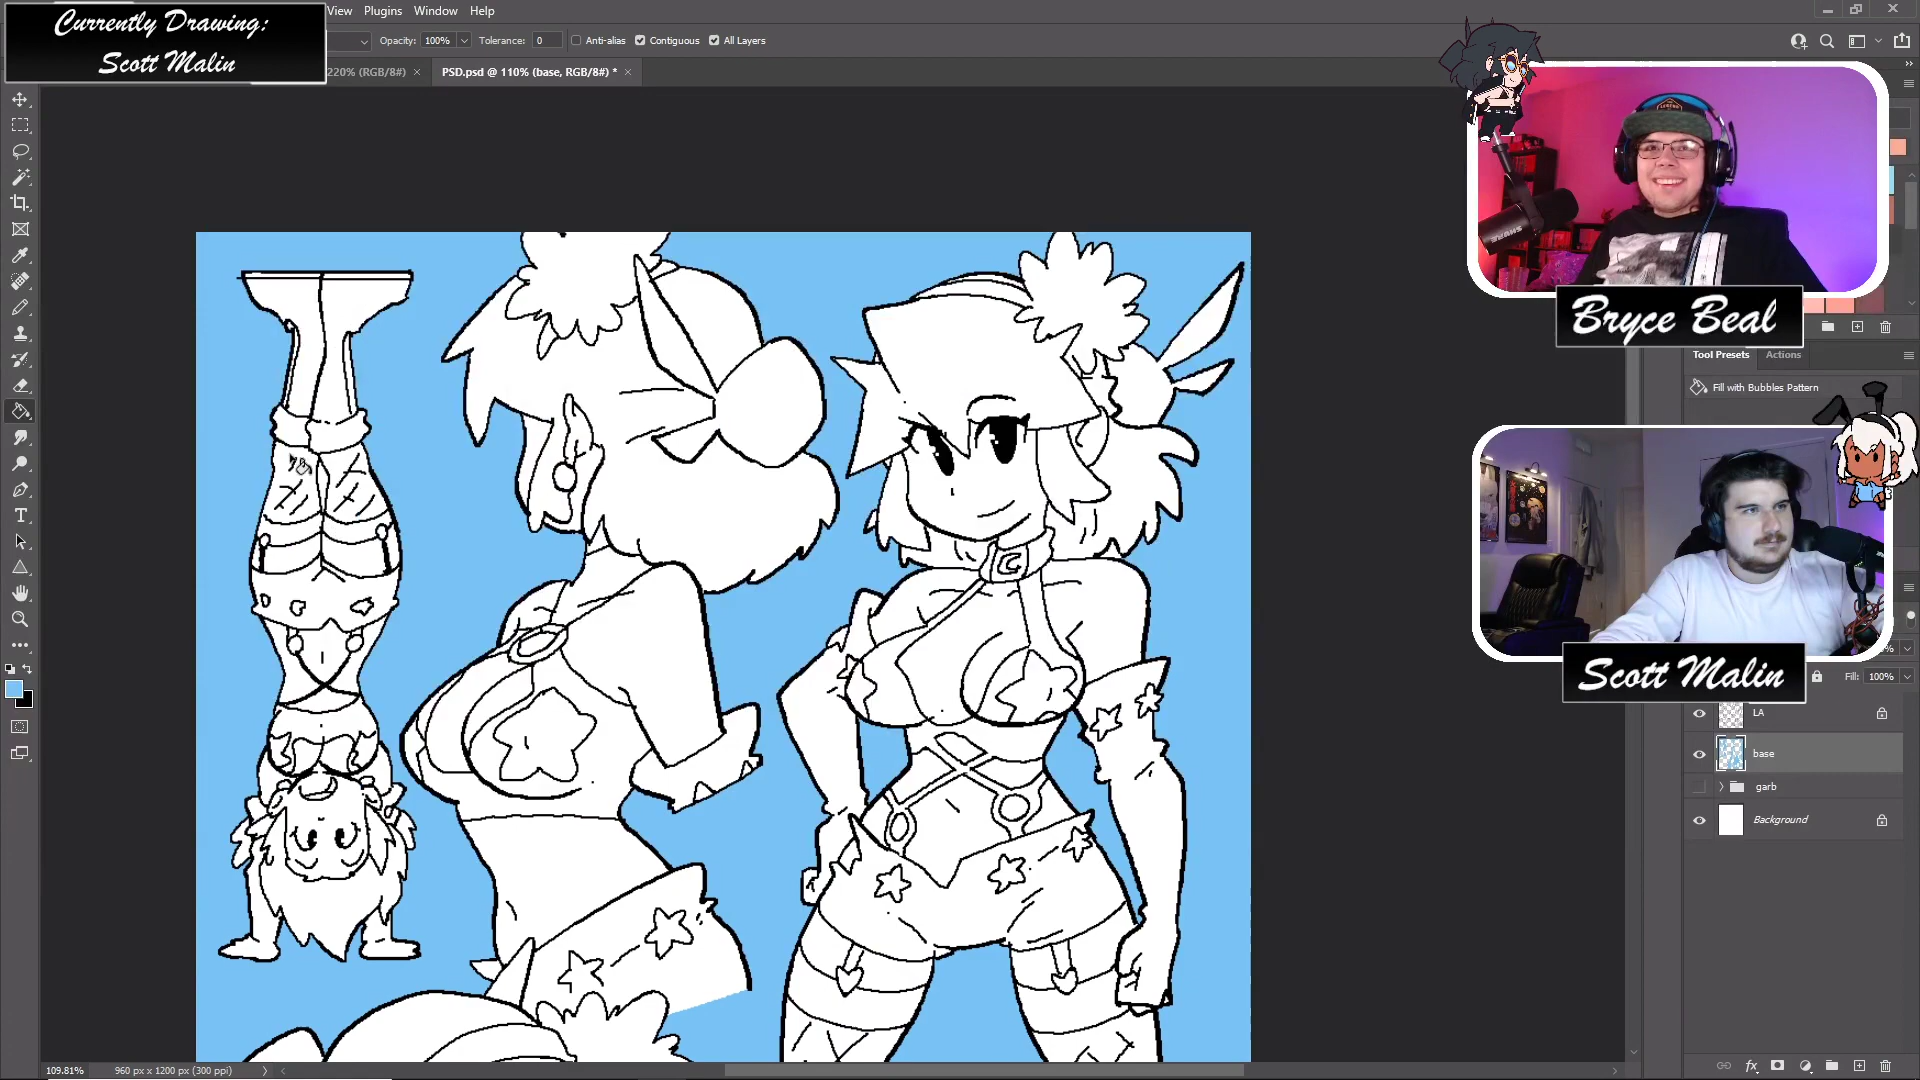 Currently Drawing:
Scott Malin
View Plugins Window Help
Opacity: 100% Tolerance: 0 Anti-alias Contiguous All Layers
220% (RGB/8#) × PSD.psd @ 110% (base, RGB/8#) * ×
SHURE
Bryce Beal
Tool Presets Actions
Fill with Bubbles Pattern
Scott Malin
Fill: 100%
LA
base
garb
Background
fx
109.81% 960 px x 1200 px (300 ppi)